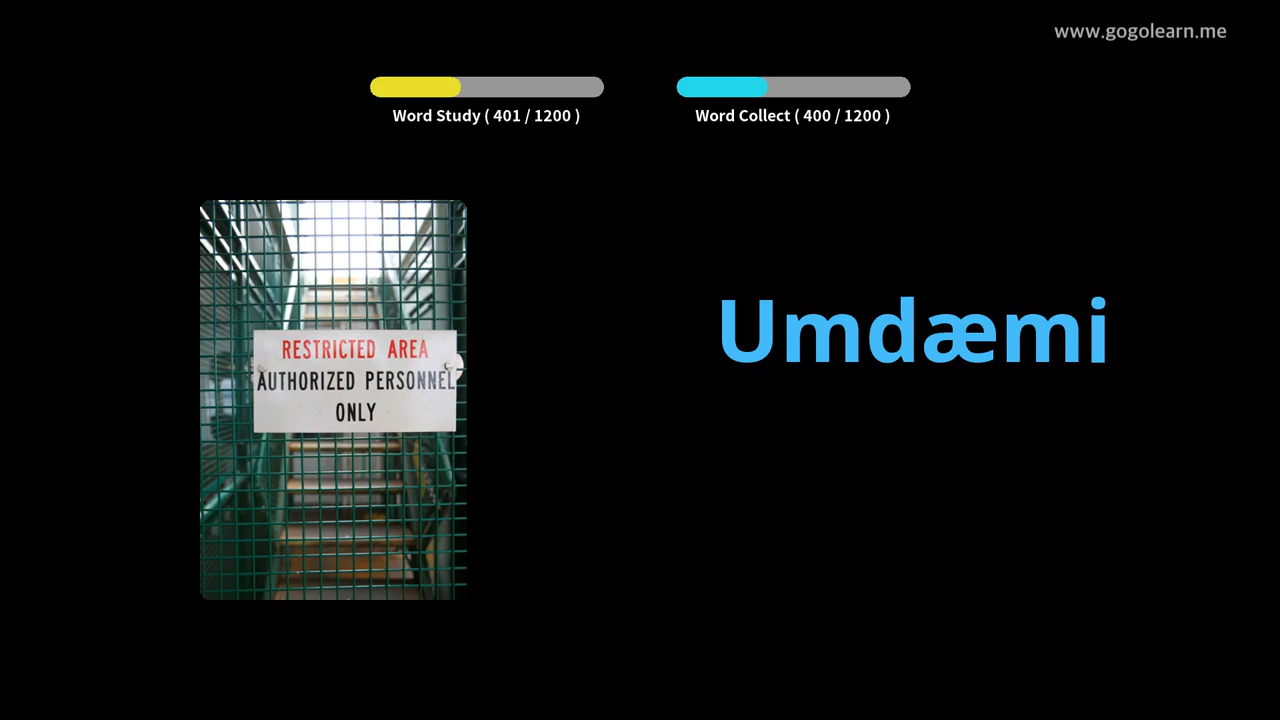 www.gogolearn.me
Word Study ( 401 / 1200 )
Word Collect ( 400 / 1200 )
RESTRICTED AREA
AUTHORIZED PERSONNEL
ONLY
Umdæmi